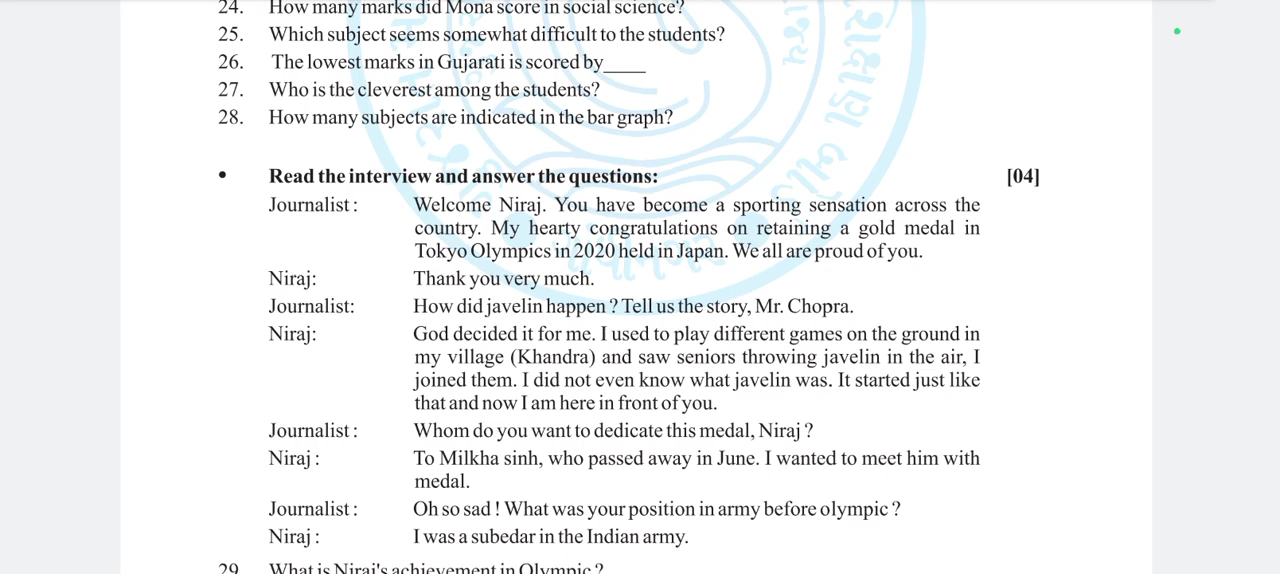 24. How many marks did Mona score in social science?
25. Which subject seems somewhat difficult to the students?
26. The lowest marks in Gujarati is scored by____
27. Who is the cleverest among the students?
28. How many subjects are indicated in the bar graph?
• Read the interview and answer the questions: [04]
Journalist : Welcome Niraj. You have become a sporting sensation across the
country. My hearty congratulations on retaining a gold medal in
Tokyo Olympics in 2020 held in Japan. We all are proud of you.
Niraj: Thank you very much.
Journalist: How did javelin happen ? Tell us the story, Mr. Chopra.
Niraj: God decided it for me. I used to play different games on the ground in
my village (Khandra) and saw seniors throwing javelin in the air, I
joined them. I did not even know what javelin was. It started just like
that and now I am here in front of you.
Journalist : Whom do you want to dedicate this medal, Niraj ?
Niraj : To Milkha sinh, who passed away in June. I wanted to meet him with
medal.
Journalist : Oh so sad ! What was your position in army before olympic ?
Niraj : I was a subedar in the Indian army.
29. What is Niraj's achievement in Olympic ?